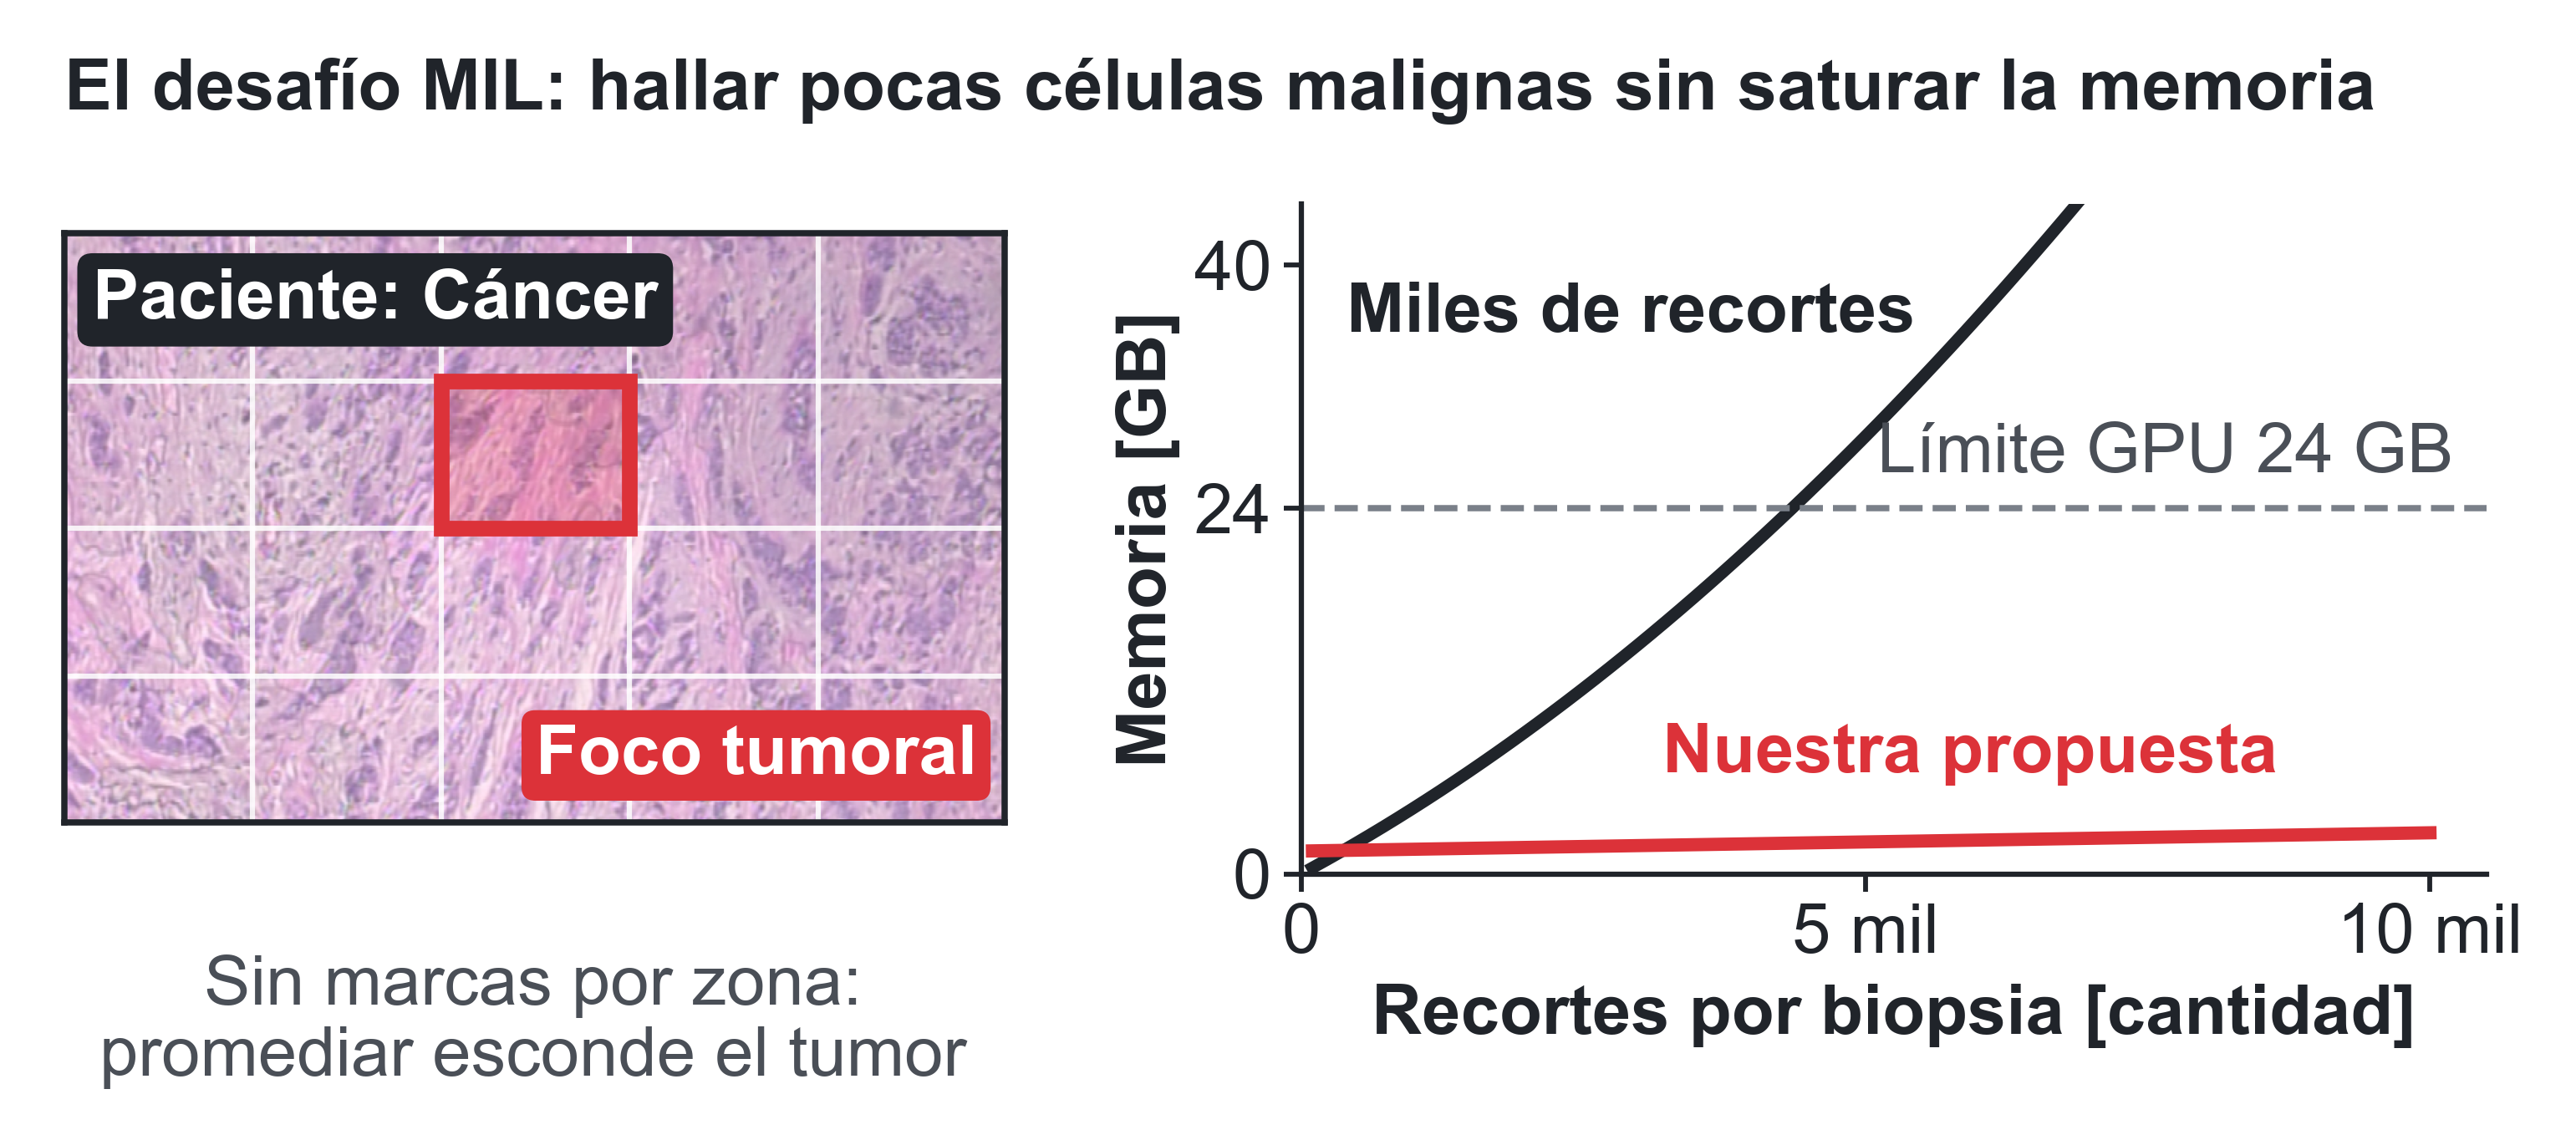 El desafío MIL: hallar pocas células malignas sin saturar la memoria
Paciente: Cáncer
Foco tumoral
Sin marcas por zona:
promediar esconde el tumor
Memoria [GB]
40
24
0
Miles de recortes
Límite GPU 24 GB
Nuestra propuesta
0
5 mil
10 mil
Recortes por biopsia [cantidad]